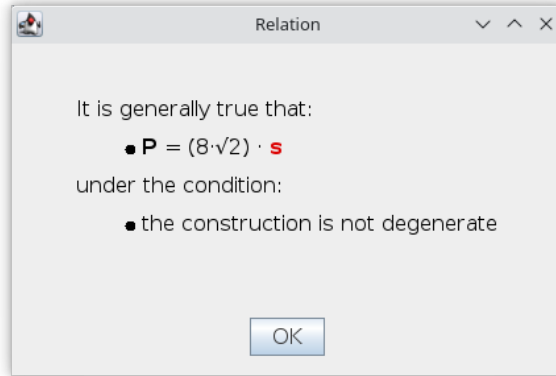 Relation
It is generally true that:
● P = (8·√2) · s
under the condition:
● the construction is not degenerate
OK